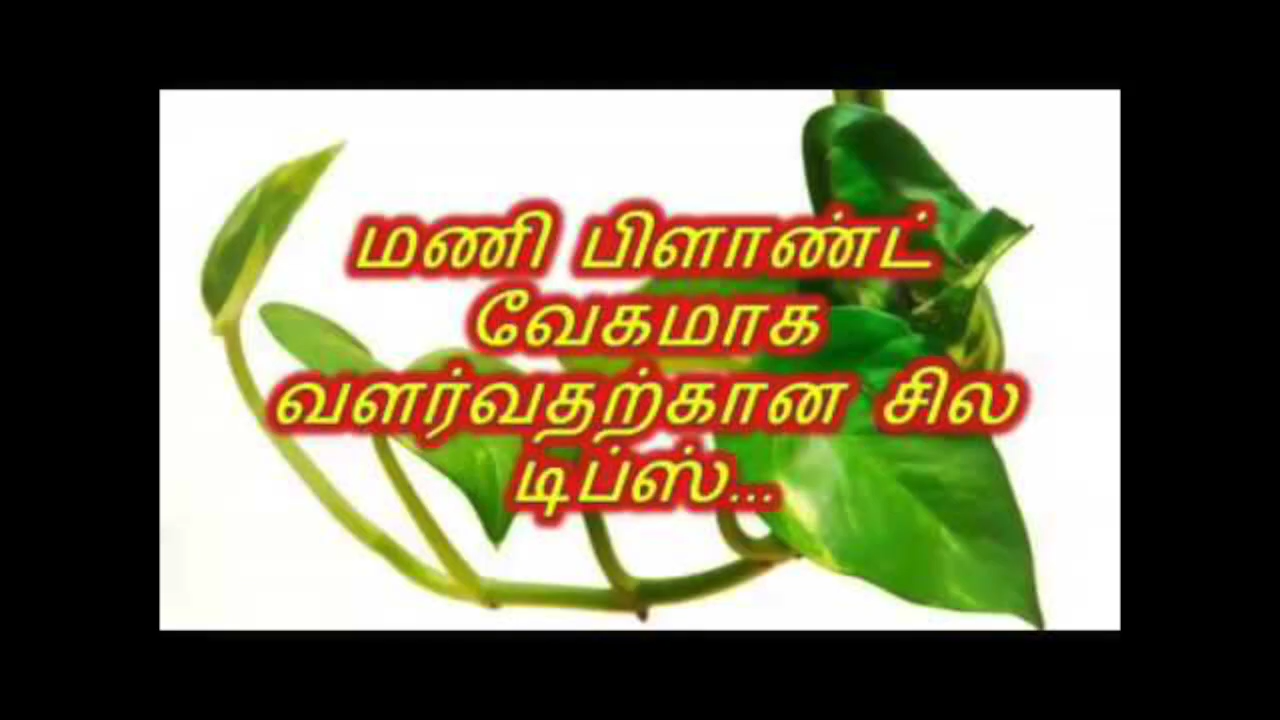 மணி பிளாண்ட்
வேகமாக
வளர்வதற்கான சில
டிப்ஸ்...